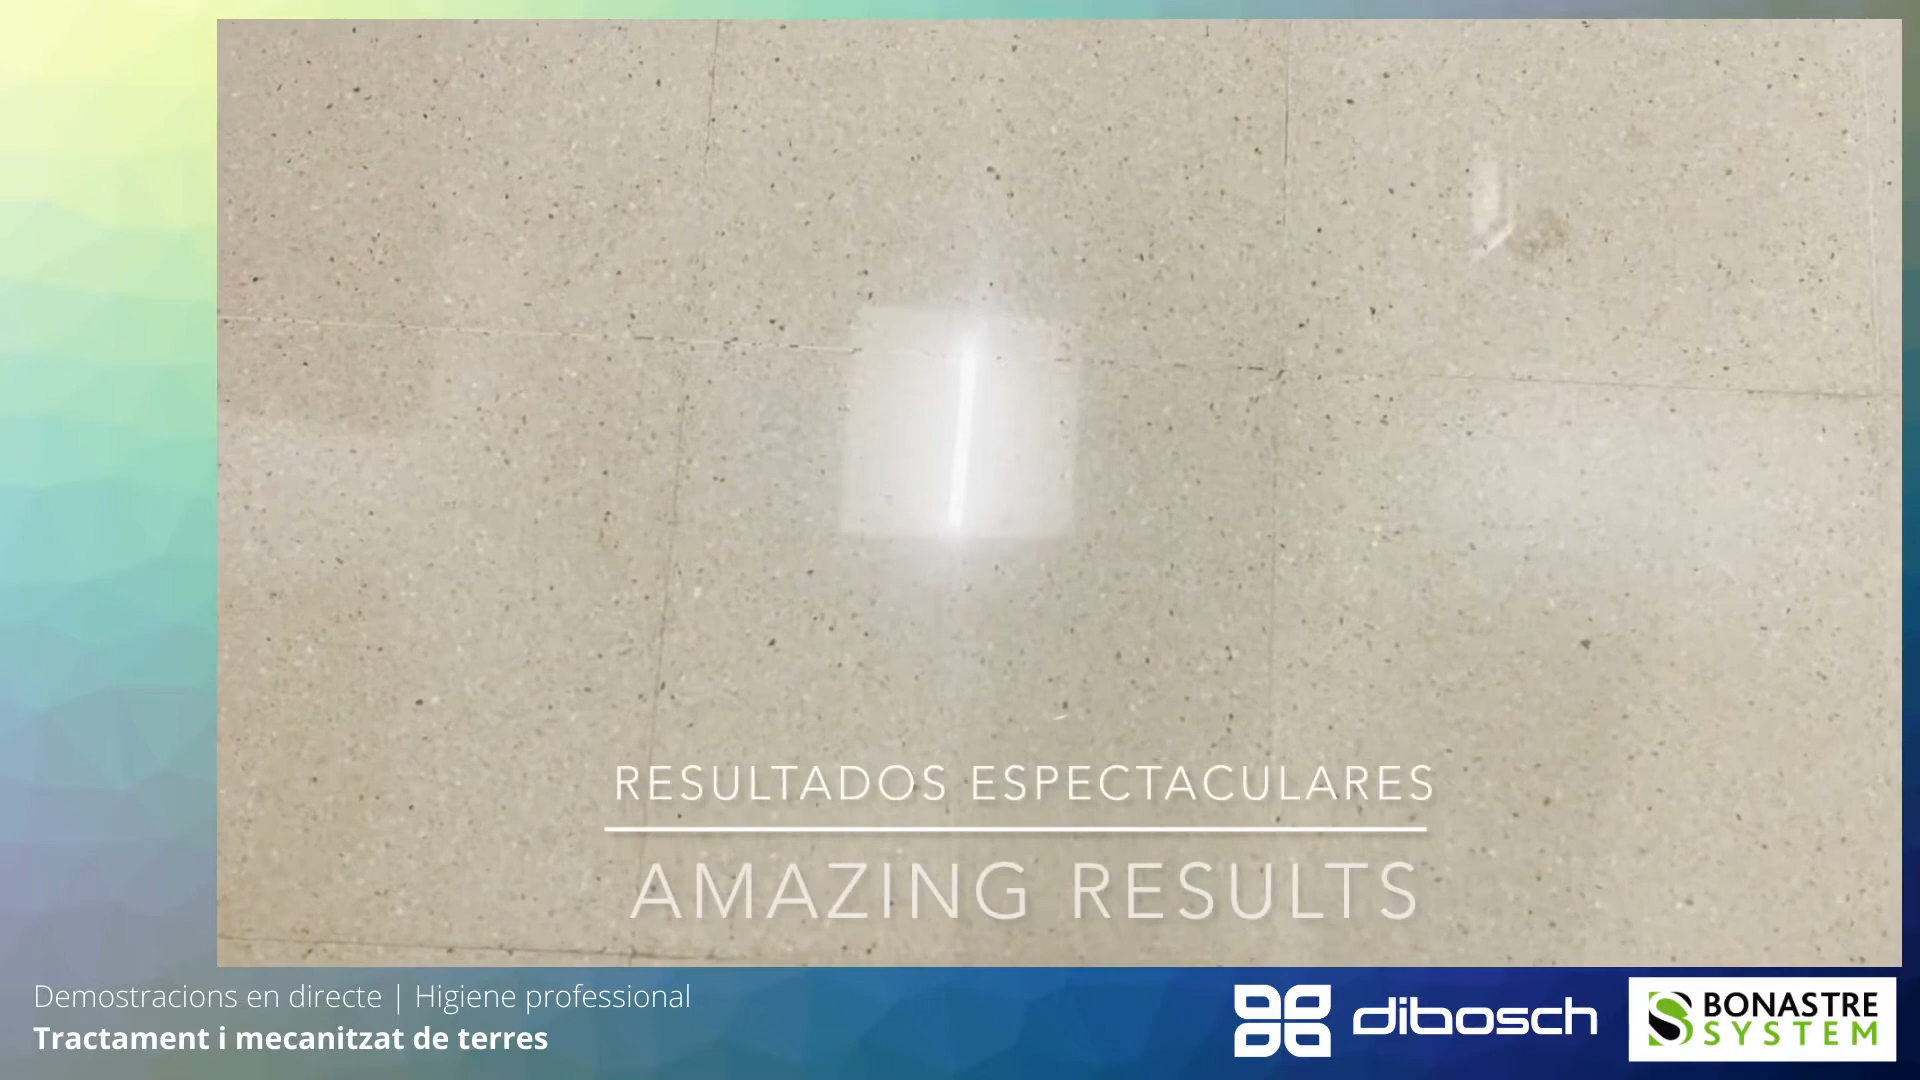 RESULTADOS ESPECTACULARES
AMAZING RESULTS
Demostracions en directe | Higiene professional
Tractament i mecanitzat de terres
dibosch
BONASTRE
SYSTEM